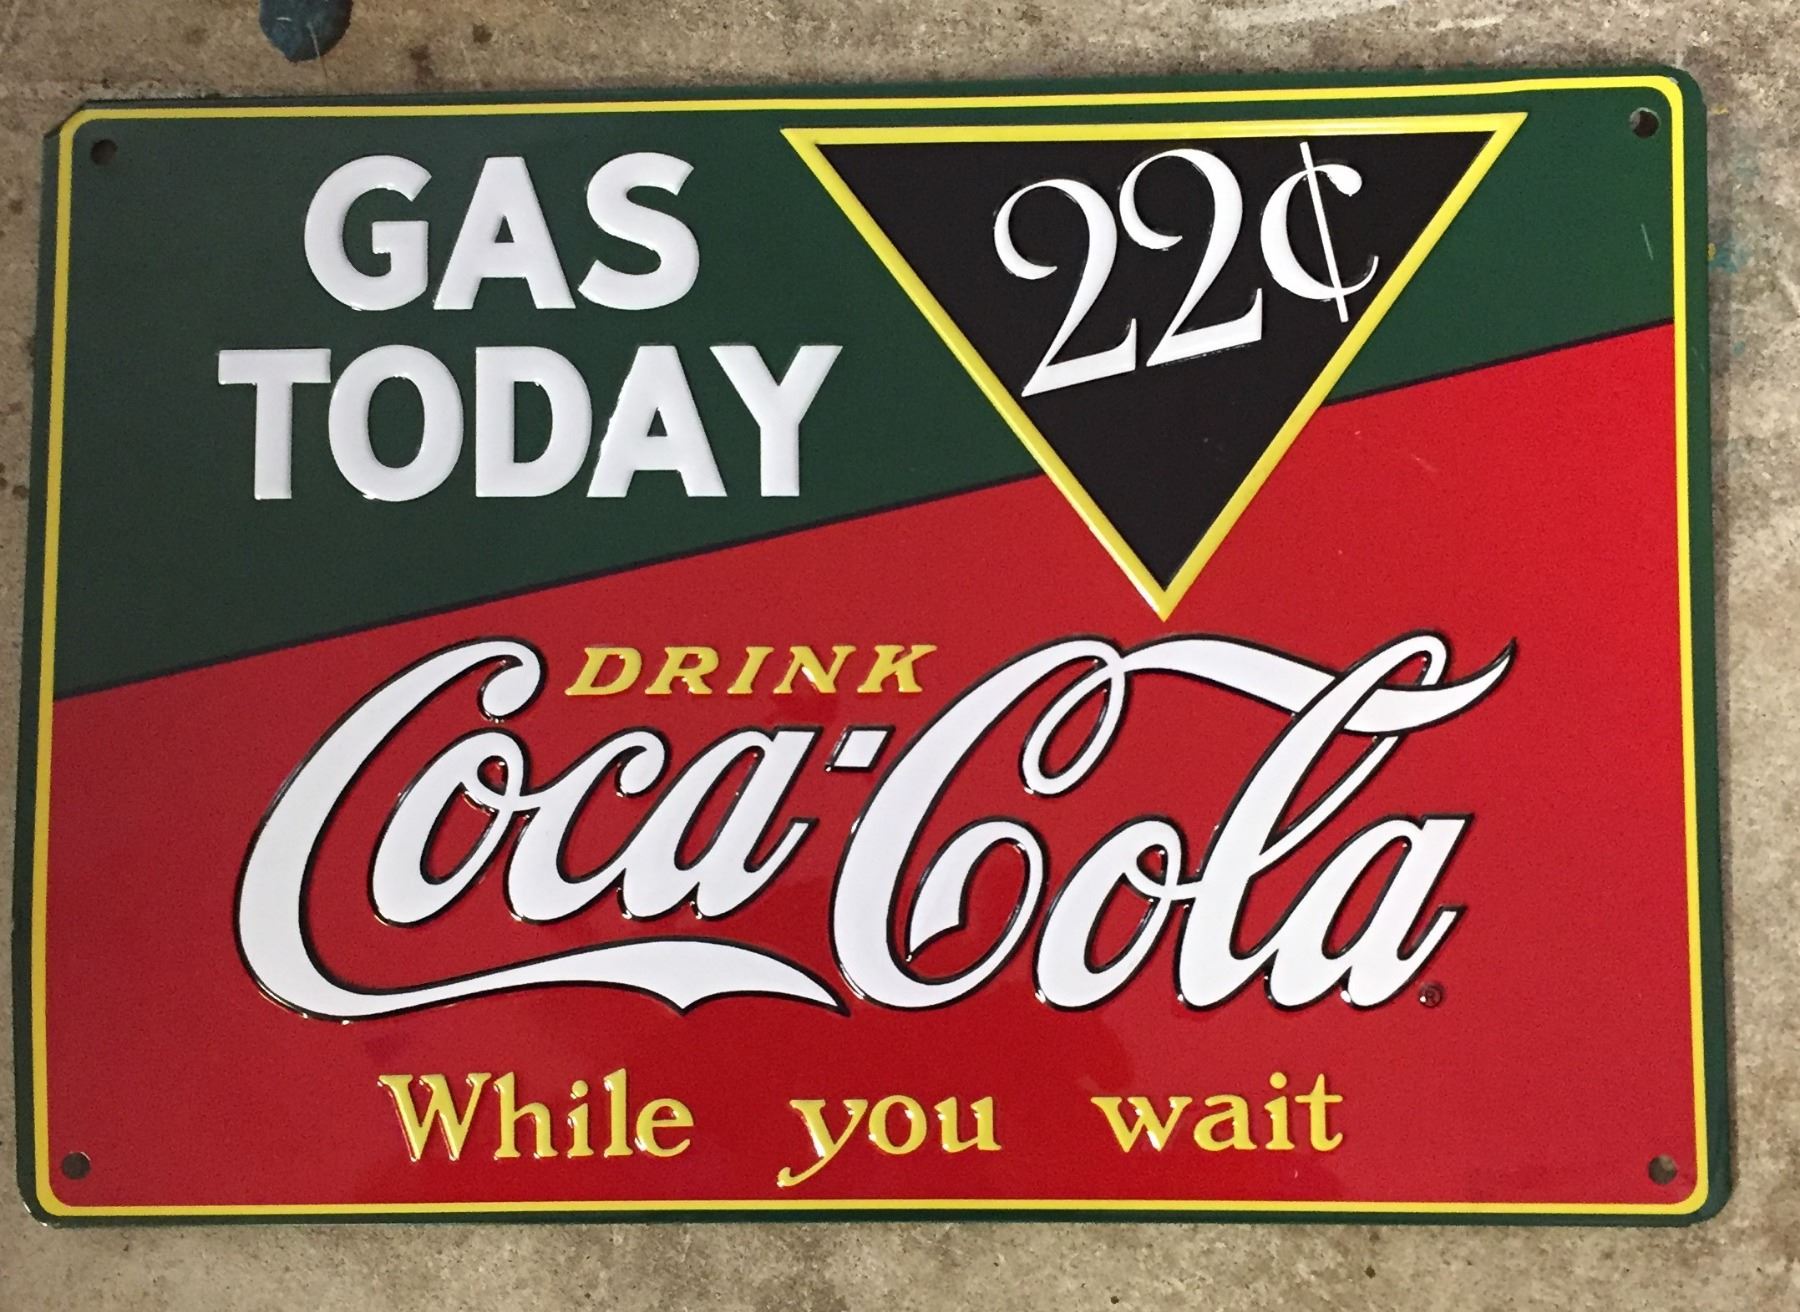 GAS
TODAY
22¢
DRINK
Coca-Cola
®
While you wait